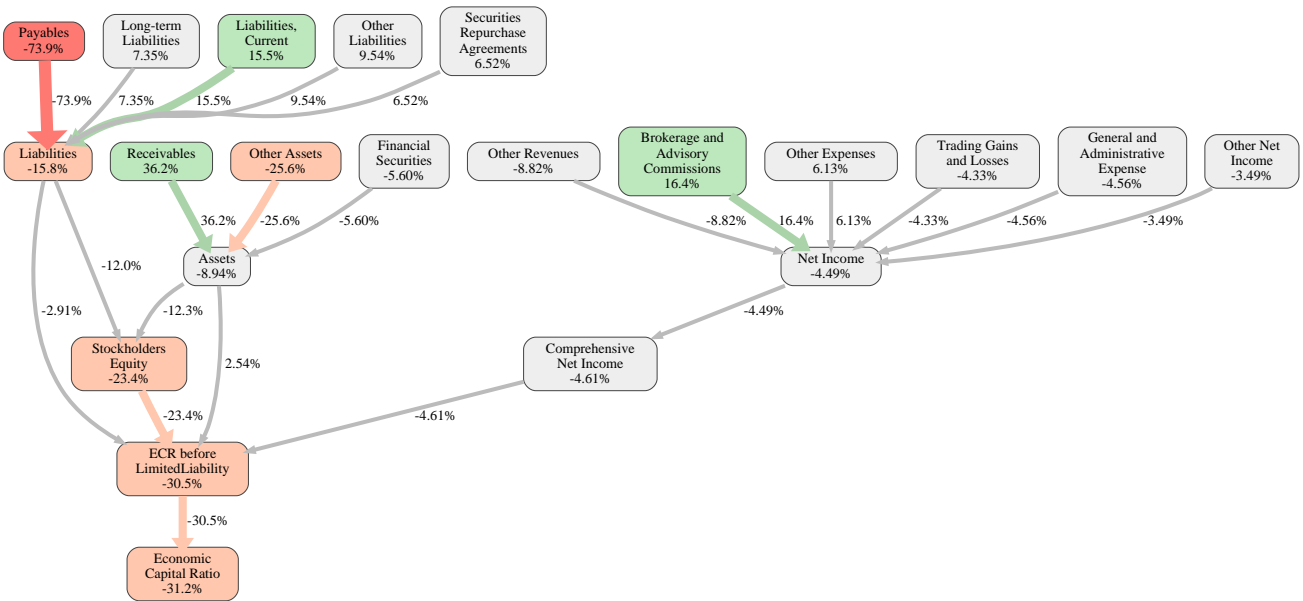 Payables
-73.9%
Long-term
Liabilities
7.35%
Liabilities,
Current
15.5%
Other
Liabilities
9.54%
Securities
Repurchase
Agreements
6.52%
-73.9%
7.35%
15.5%
9.54%
6.52%
Liabilities
-15.8%
Receivables
36.2%
Other Assets
-25.6%
Financial
Securities
-5.60%
Other Revenues
-8.82%
Brokerage and
Advisory
Commissions
16.4%
Other Expenses
6.13%
Trading Gains
and Losses
-4.33%
General and
Administrative
Expense
-4.56%
Other Net
Income
-3.49%
36.2%
-25.6%
-5.60%
-8.82%
16.4%
6.13%
-4.33%
-4.56%
-3.49%
Assets
-8.94%
Net Income
-4.49%
-12.0%
-2.91%
-12.3%
-4.49%
Stockholders
Equity
-23.4%
2.54%
Comprehensive
Net Income
-4.61%
-23.4%
-4.61%
ECR before
LimitedLiability
-30.5%
-30.5%
Economic
Capital Ratio
-31.2%